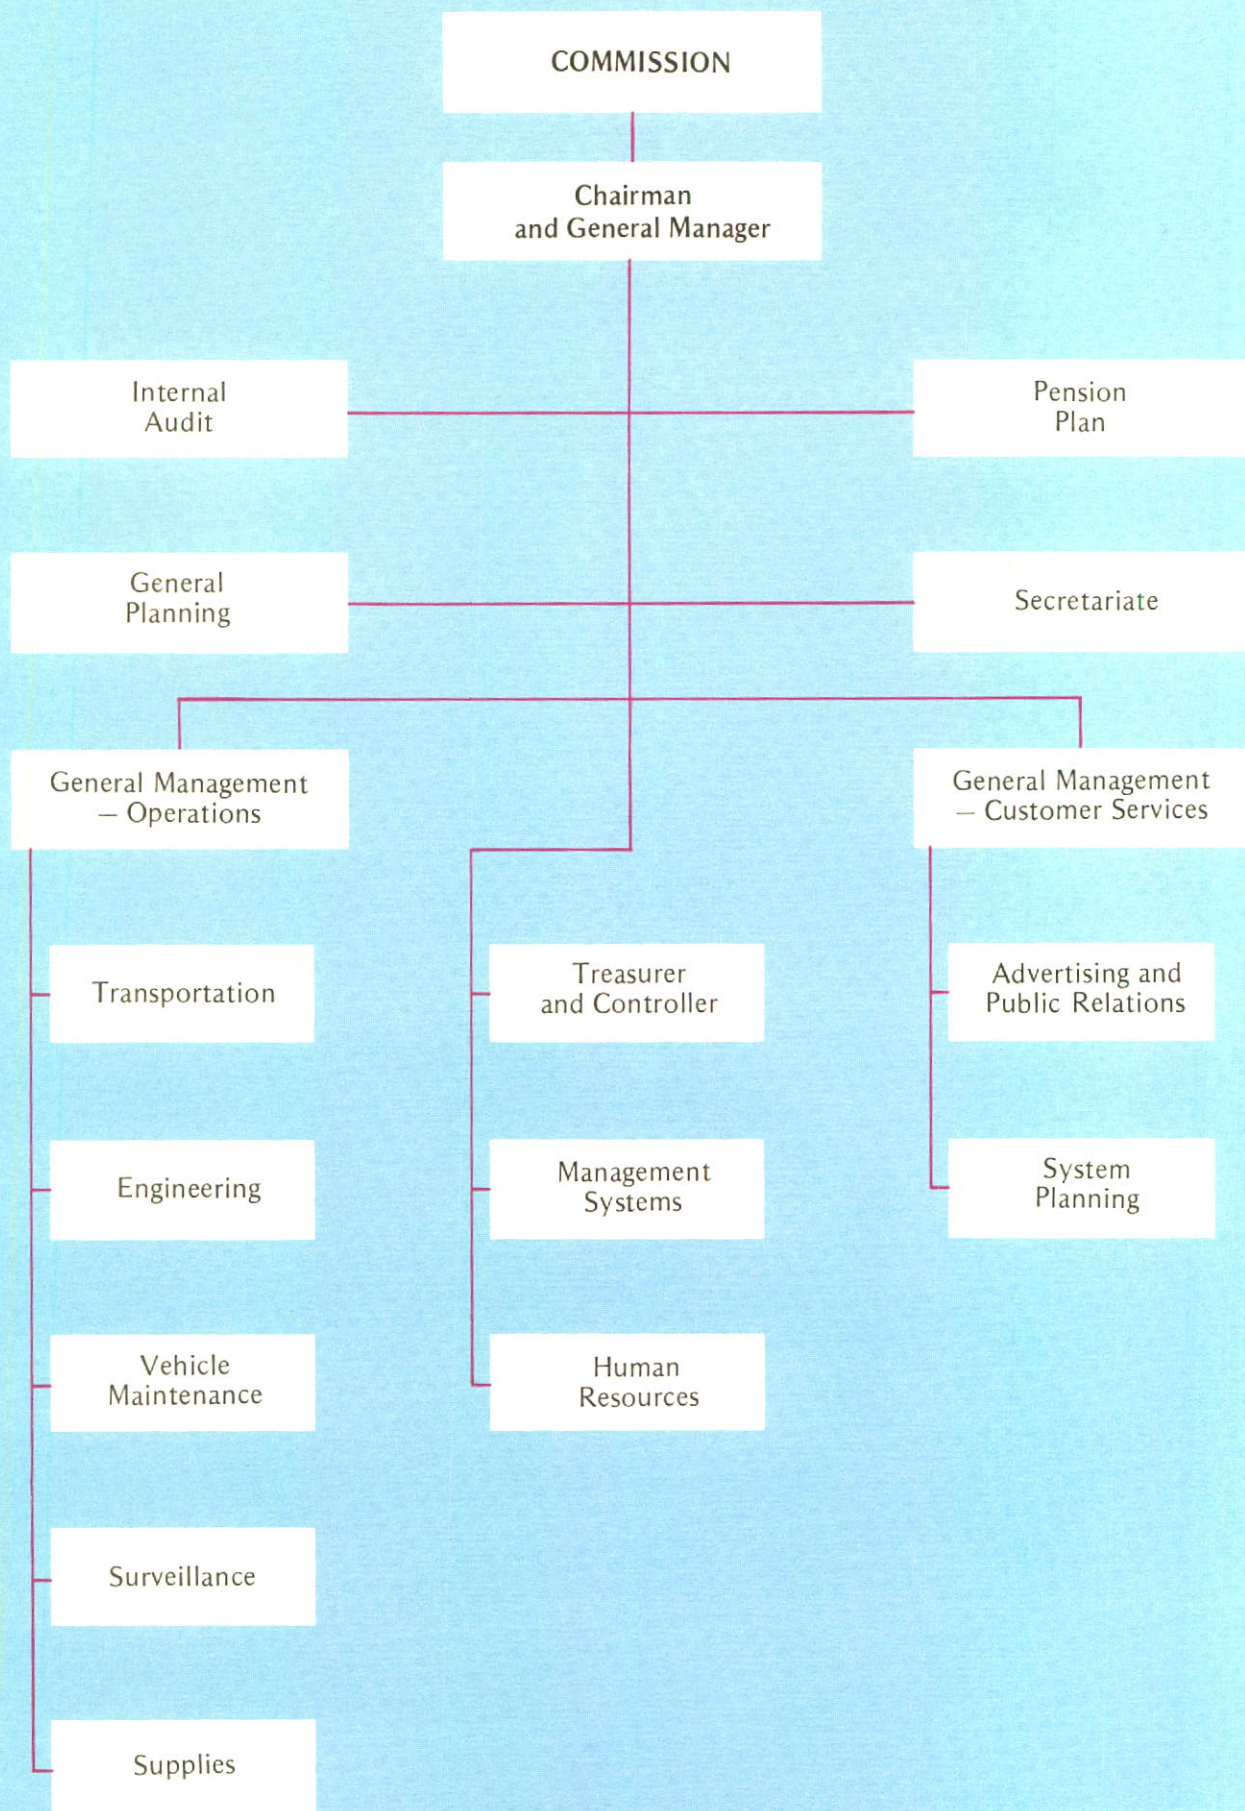 COMMISSION
Chairman
and General Manager
Internal
Audit
Pension
Plan
General
Planning
Secretariate
General Management
— Operations
General Management
— Customer Services
Transportation
Treasurer
and Controller
Advertising and
Public Relations
Engineering
Management
Systems
System
Planning
Vehicle
Maintenance
Human
Resources
Surveillance
Supplies